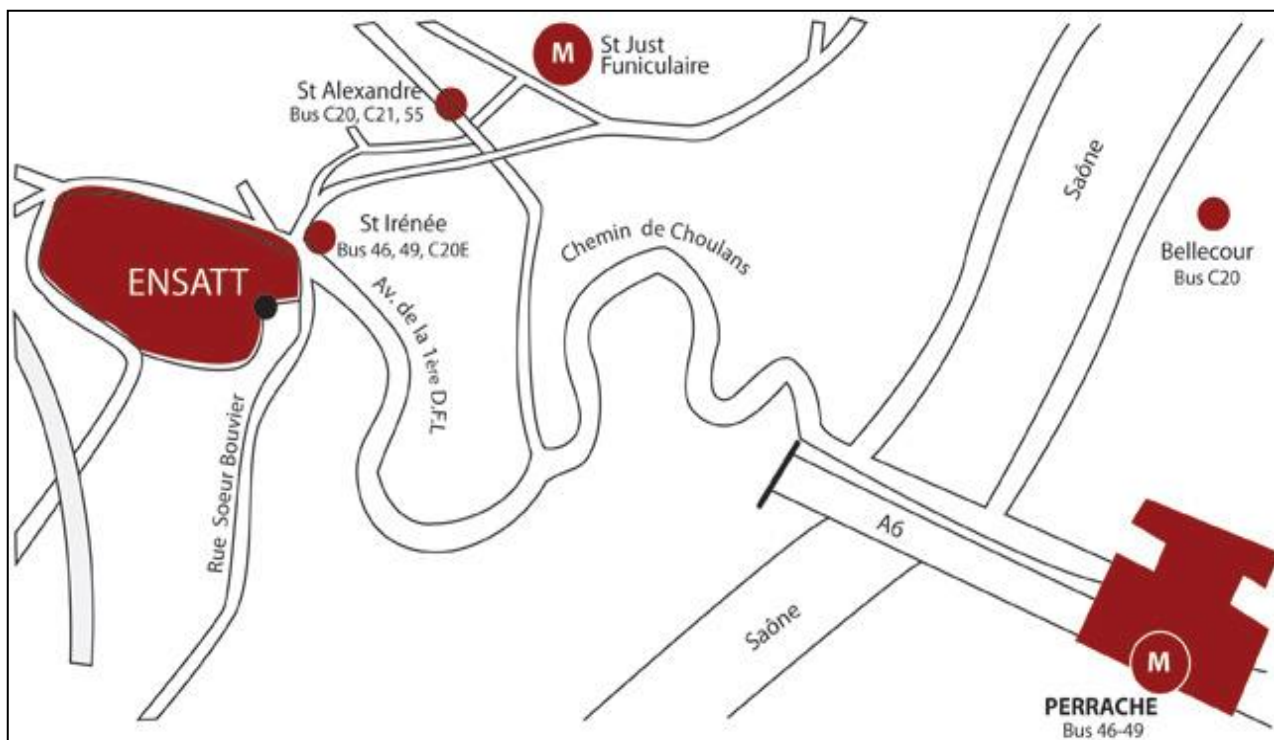 M
St Just
Funiculaire
St Alexandre
Bus C20, C21, 55
Saône
St Irénée
Bus 46, 49, C20E
Chemin de Choulans
Bellecour
Bus C20
ENSATT
Av. de la 1ère D.F.L
Rue Soeur Bouvier
A6
Saône
M
PERRACHE
Bus 46-49